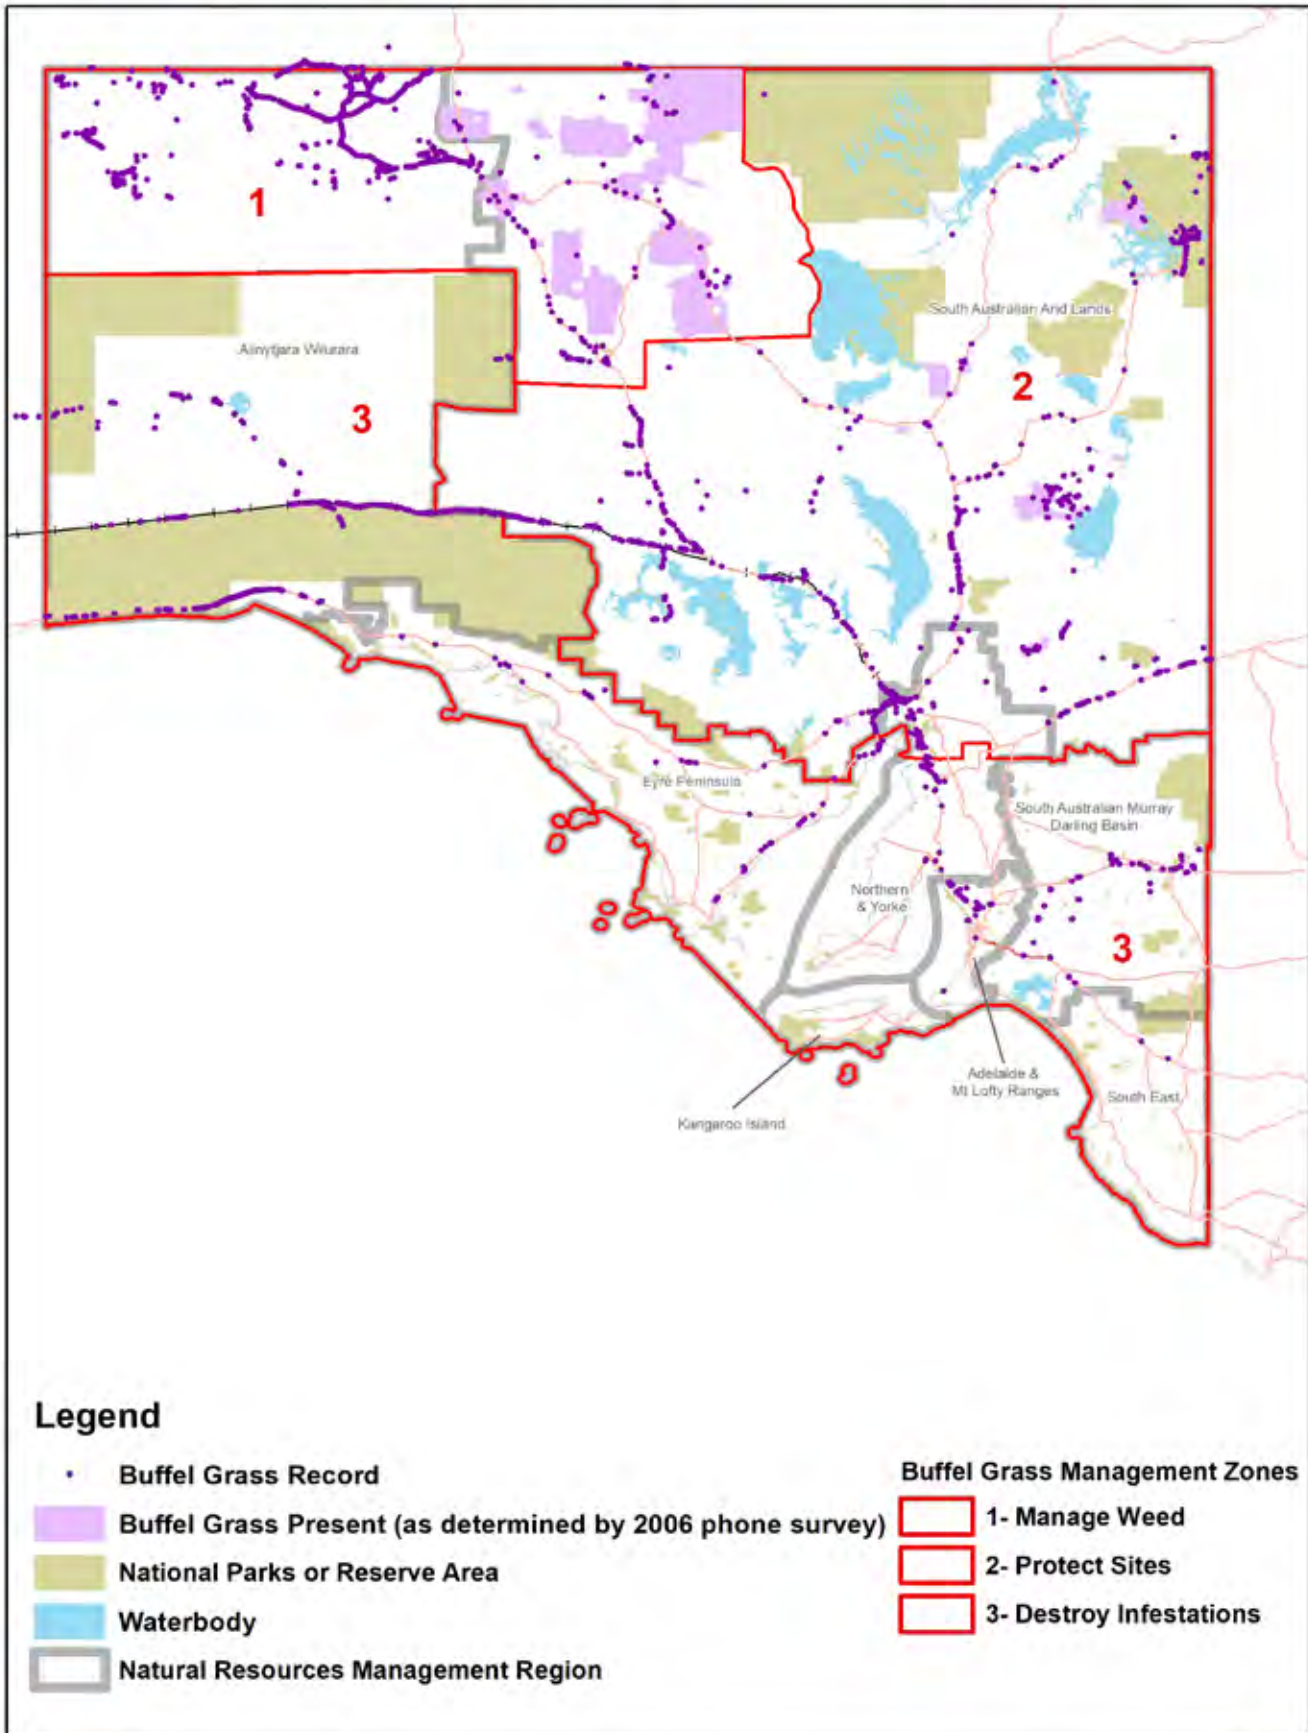 1
South Australian Arid Lands
Alinytjara Wilurara
2
3
Eyre Peninsula
South Australian Murray
Darling Basin
Northern
& Yorke
3
Adelaide &
Mt Lofty Ranges
South East
Kangaroo Island
Legend
Buffel Grass Record
Buffel Grass Present (as determined by 2006 phone survey)
National Parks or Reserve Area
Waterbody
Natural Resources Management Region
Buffel Grass Management Zones
1- Manage Weed
2- Protect Sites
3- Destroy Infestations